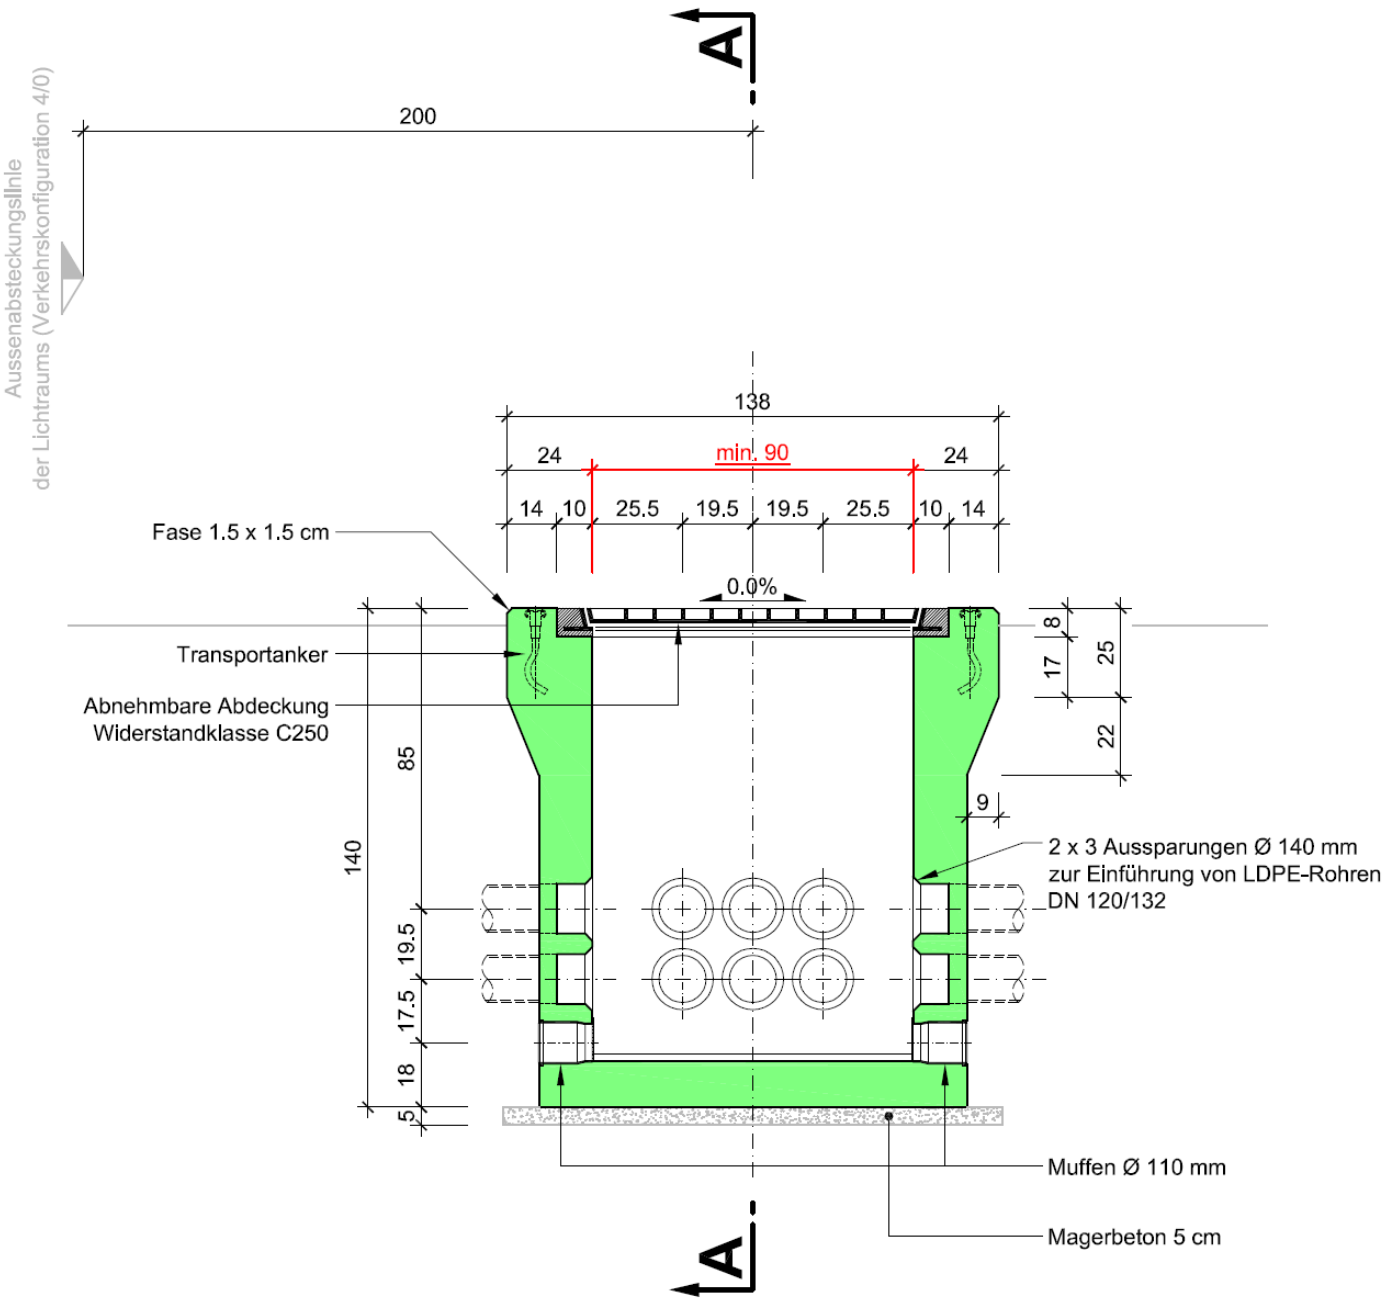 A
200
Aussenabsteckungslinie
der Lichtraums (Verkehrskonfiguration 4/0)
138
24
min. 90
24
14
10
25.5
19.5
19.5
25.5
10
14
Fase 1.5 x 1.5 cm
0.0%
Transportanker
Abnehmbare Abdeckung
Widerstandklasse C250
8
17
25
22
9
85
140
19.5
17.5
18
5
2 x 3 Aussparungen Ø 140 mm
zur Einführung von LDPE-Rohren
DN 120/132
Muffen Ø 110 mm
Magerbeton 5 cm
A